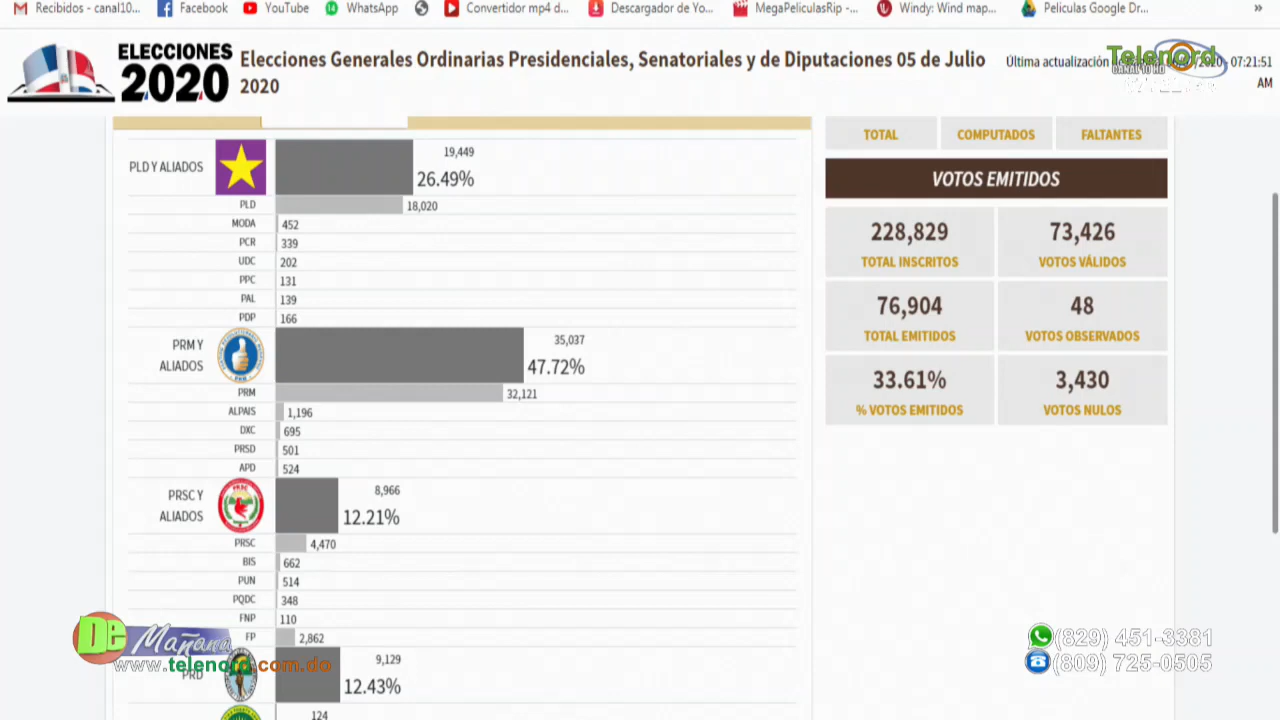 Recibidos - canal10... Facebook YouTube WhatsApp Convertidor mp4 d... Descargador de Yo... MegaPeliculasRip -... Windy: Wind map... Peliculas Google Dr... »
ELECCIONES
2020
Elecciones Generales Ordinarias Presidenciales, Senatoriales y de Diputaciones 05 de Julio
2020
Última actualización 07:21:51
AM
Telenord
CANAL 10 HD
TOTAL COMPUTADOS FALTANTES
VOTOS EMITIDOS
228,829 73,426
TOTAL INSCRITOS VOTOS VÁLIDOS
76,904 48
TOTAL EMITIDOS VOTOS OBSERVADOS
33.61% 3,430
% VOTOS EMITIDOS VOTOS NULOS
PLD Y ALIADOS 19,449
26.49%
PLD 18,020
MODA 452
PCR 339
UDC 202
PPC 131
PAL 139
PDP 166
PRM Y
ALIADOS
PRM
35,037
47.72%
PRM 32,121
ALPAIS 1,196
DXC 695
PRSD 501
APD 524
PRSC Y
ALIADOS
PRSC
8,966
12.21%
PRSC 4,470
BIS 662
PUN 514
PQDC 348
FNP 110
FP 2,862
PRD 9,129
12.43%
124
De Mañana
www.telenord.com.do
(829) 451-3381
(809) 725-0505